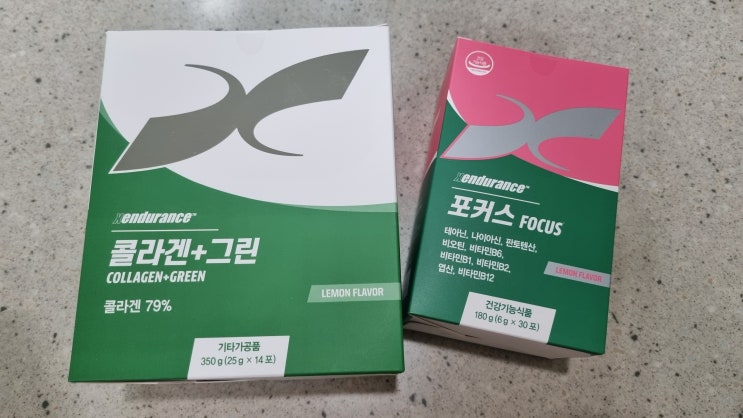 Xendurance™
콜라겐+그린
COLLAGEN+GREEN
콜라겐 79%
LEMON FLAVOR
기타가공품
350 g (25 g × 14 포)
Xendurance™
포커스 FOCUS
테아닌, 나이아신, 판토텐산,
비오틴, 비타민B6,
비타민B1, 비타민B2,
엽산, 비타민B12
LEMON FLAVOR
건강기능식품
180 g (6 g × 30 포)